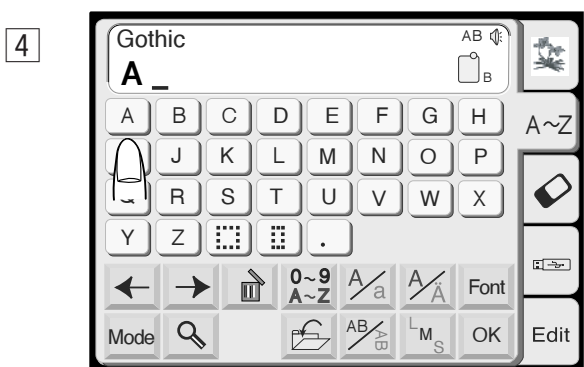 4
Gothic AB
A _ B
A B C D E F G H
J K L M N O P
R S T U V W X
Y Z .
0~9 A~Z A/a A/Ä Font
Mode AB/AB L M S OK
A~Z
Edit